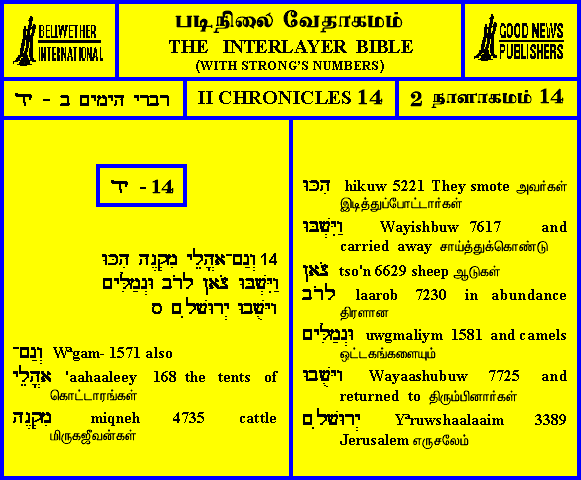 BELLWETHER
INTERNATIONAL
படிநிலை வேதாகமம்
THE INTERLAYER BIBLE
(WITH STRONG'S NUMBERS)
GOOD NEWS
PUBLISHERS
דברי הימים ב - יד
II CHRONICLES 14
2 நாளாகமம் 14
14 - יד
14 וְגַם־אׇהֳלֵי מִקְנֶה הִכּוּ
וַיִּשְׁבּוּ צֹאן לָרֹב וּגְמַלִּים
וישֻׁבוּ יְרוּשׁלִם ס
וְגַם־ Wᵊgam- 1571 also
אׇהֳלֵי 'aahaaleey 168 the tents of
கொட்டாரங்கள்
מִקְנֶה miqneh 4735 cattle
மிருகஜீவன்கள்
הִכּוּ hikuw 5221 They smote அவர்கள்
இடித்துப்போட்டார்கள்
וַיִּשְׁבּוּ Wayishbuw 7617 and
carried away சாய்த்துக்கொண்டு
צֹאן tso'n 6629 sheep ஆடுகள்
לָרֹב laarob 7230 in abundance
திரளான
וּגְמַלִּים uwgmaliym 1581 and camels
ஒட்டகங்களையும்
וישֻׁבוּ Wayaashubuw 7725 and
returned to திரும்பினார்கள்
יְרוּשׁלִם Yᵊruwshaalaaim 3389
Jerusalem எருசலேம்